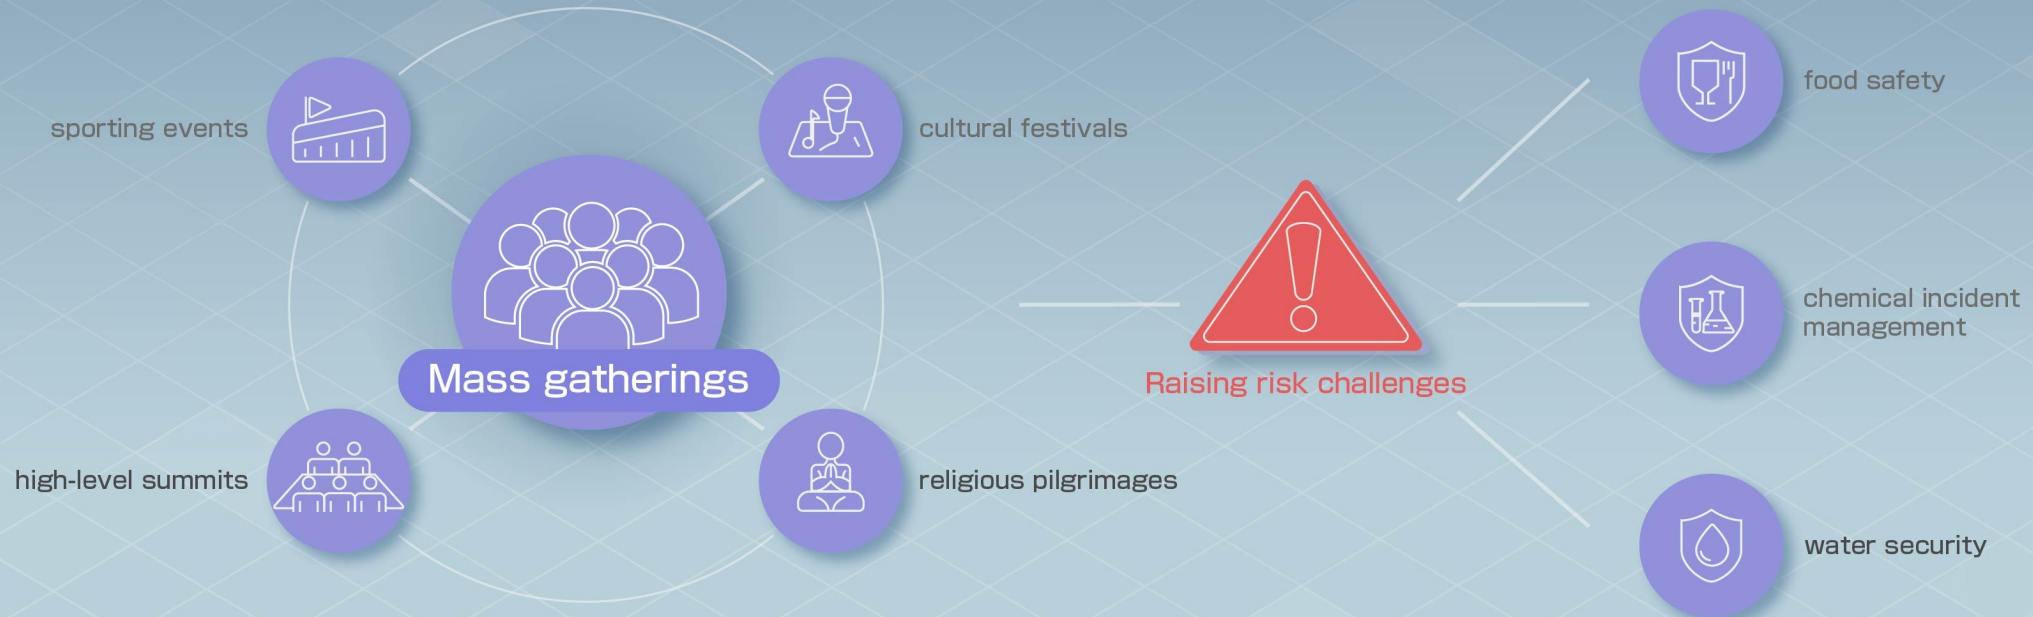 sporting events
cultural festivals
Mass gatherings
high-level summits
religious pilgrimages
Raising risk challenges
food safety
chemical incident
management
water security